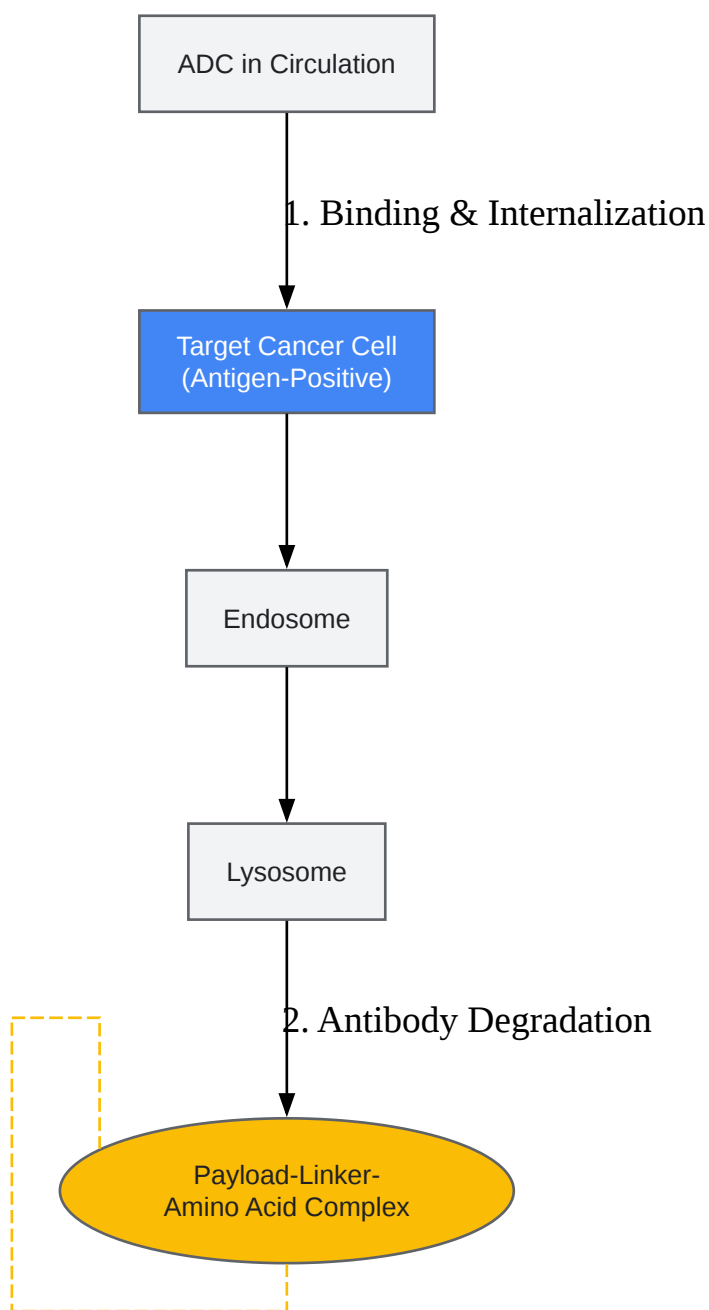 ADC in Circulation
1. Binding & Internalization
Target Cancer Cell
(Antigen-Positive)
Endosome
Lysosome
2. Antibody Degradation
Payload-Linker-
Amino Acid Complex